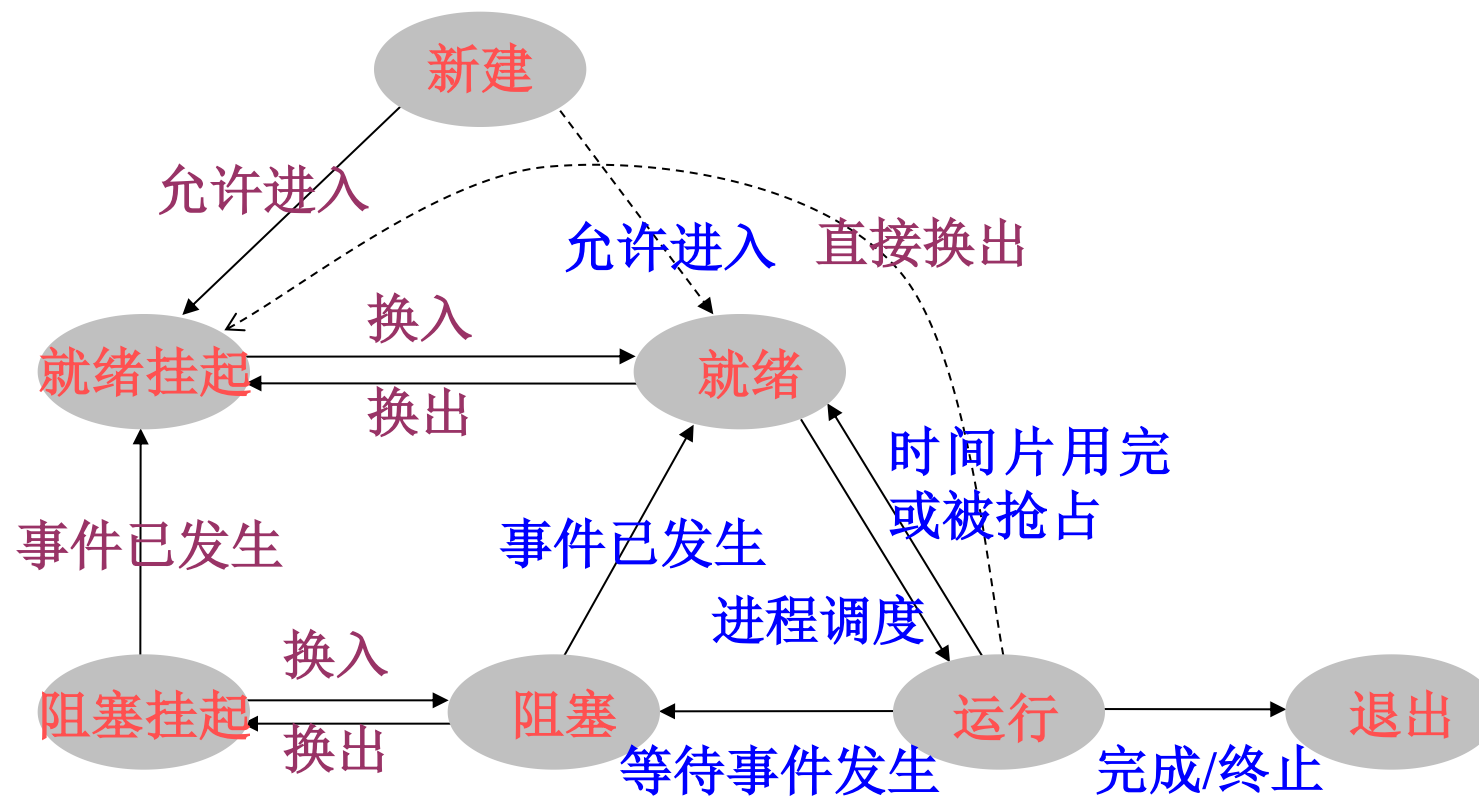 新建
允许进入
允许进入
直接换出
换入
就绪挂起
就绪
换出
时间片用完
或被抢占
事件已发生
事件已发生
进程调度
换入
阻塞挂起
阻塞
运行
退出
换出
等待事件发生
完成/终止